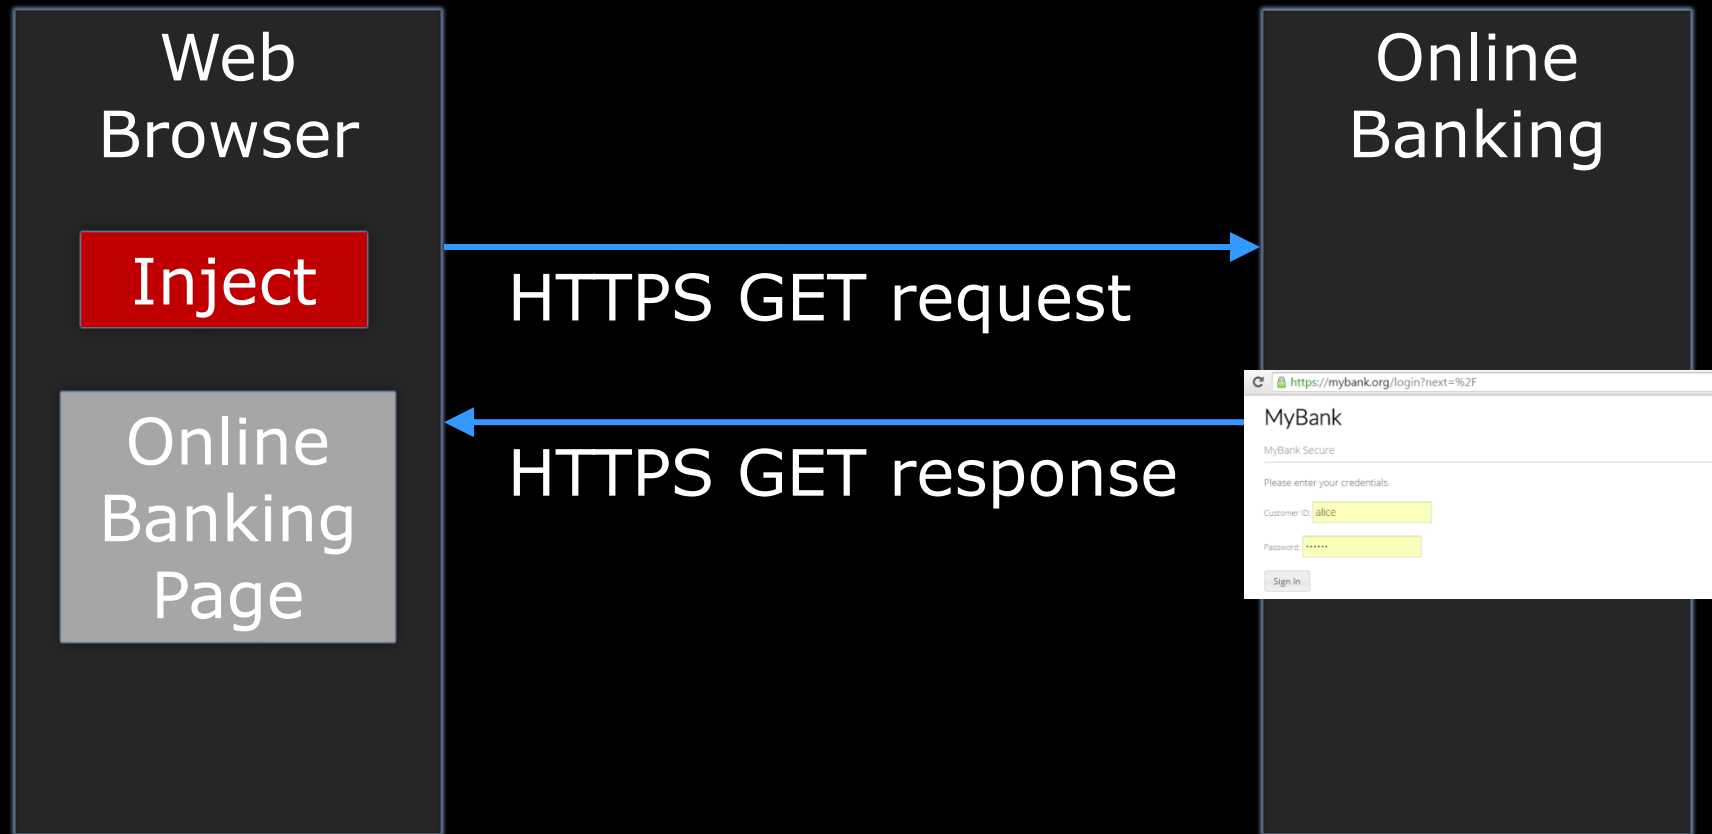 Web
Browser
Online
Banking
Inject
HTTPS GET request
https://mybank.org/login?next=%2F
MyBank
HTTPS GET response
Online
Banking
Page
MyBank Secure
Please enter your credentials.
Customer ID: alice
Password: ••••••
Sign In